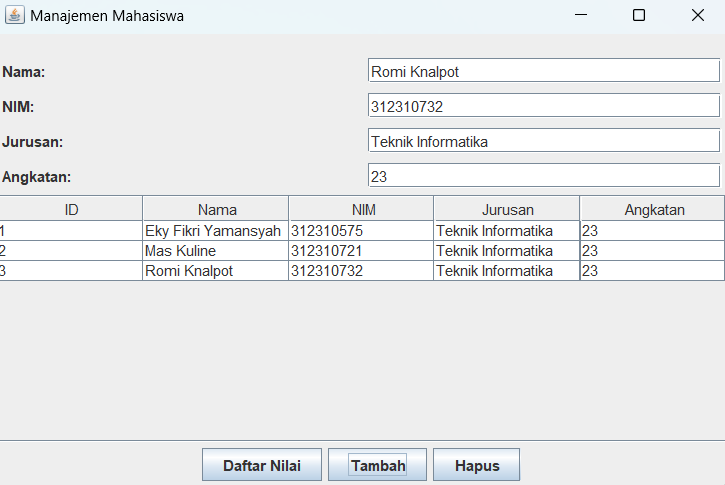 Manajemen Mahasiswa
Nama: Romi Knalpot
NIM: 312310732
Jurusan: Teknik Informatika
Angkatan: 23
ID Nama NIM Jurusan Angkatan
1 Eky Fikri Yamansyah 312310575 Teknik Informatika 23
2 Mas Kuline 312310721 Teknik Informatika 23
3 Romi Knalpot 312310732 Teknik Informatika 23
Daftar Nilai Tambah Hapus